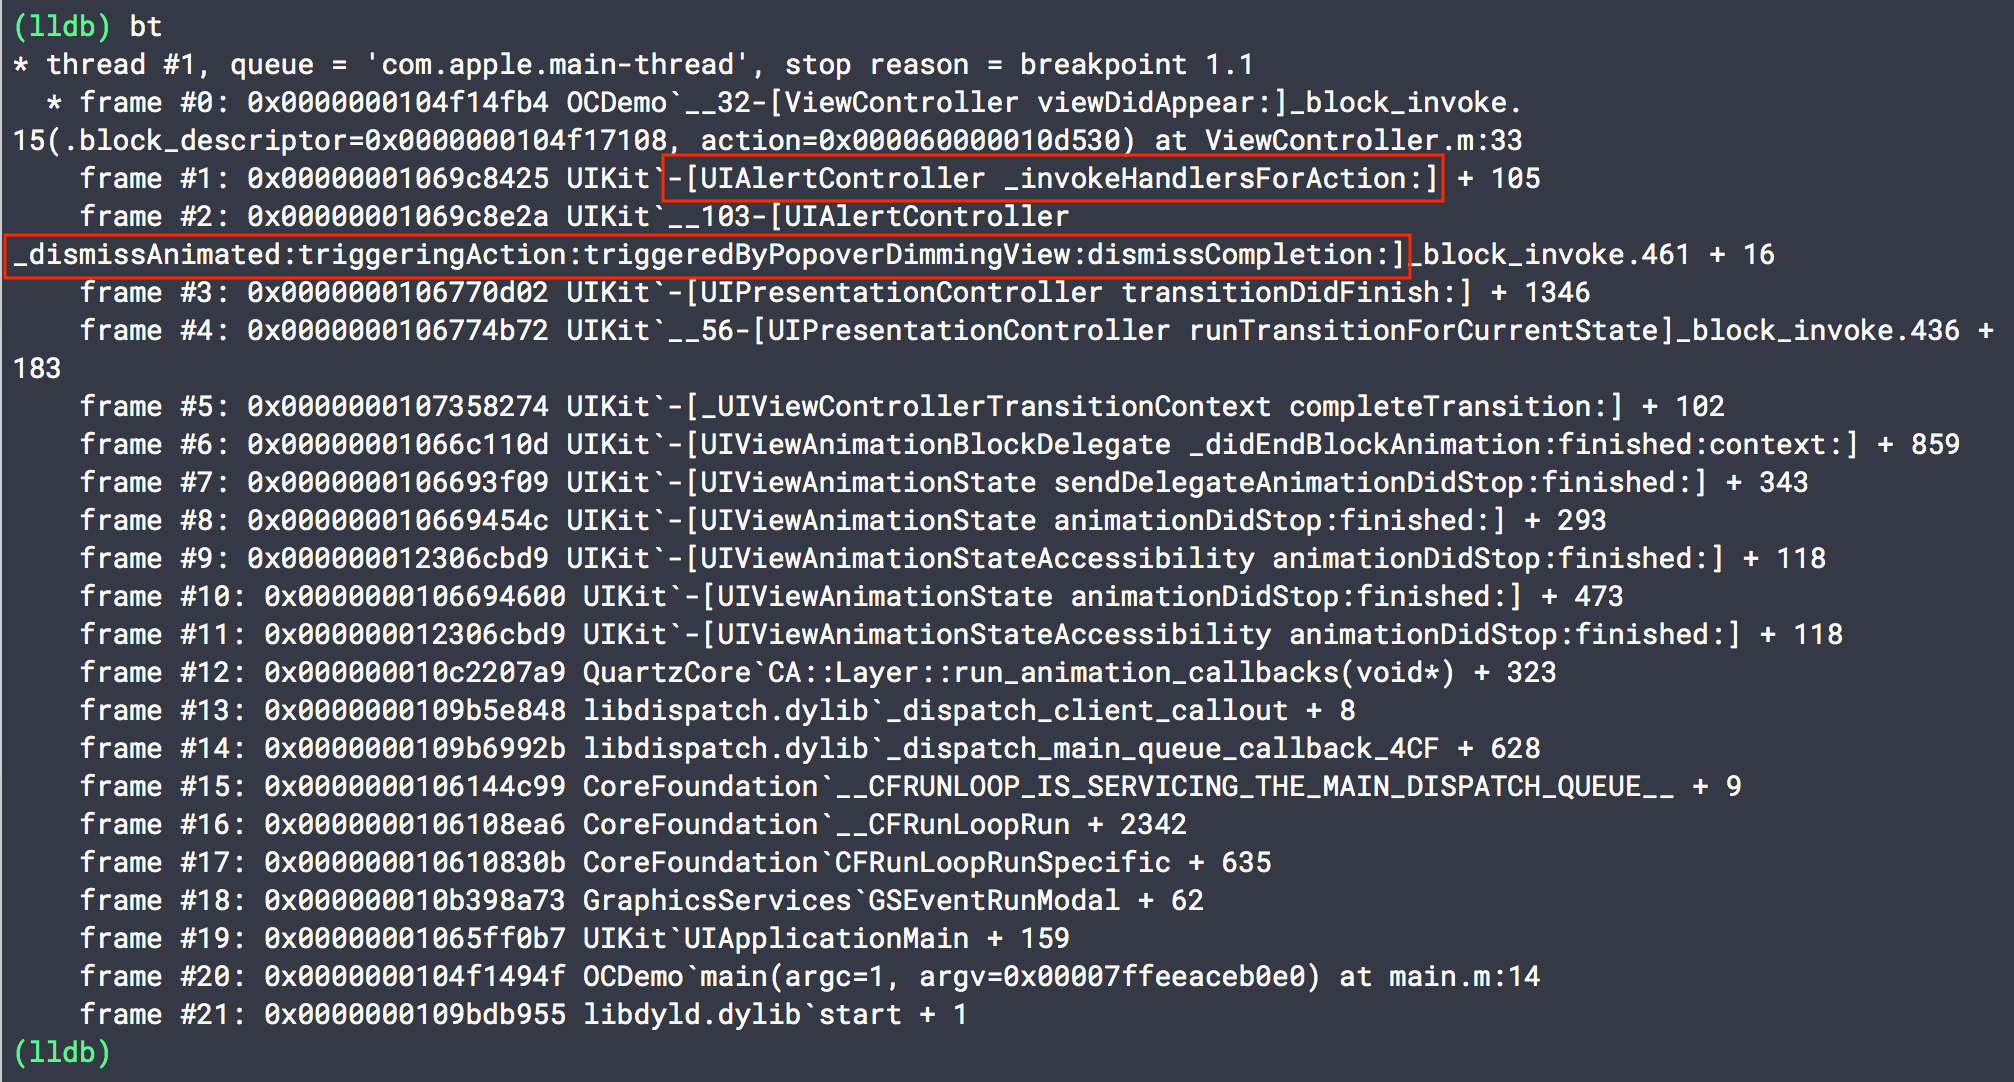 (lldb) bt
* thread #1, queue = 'com.apple.main-thread', stop reason = breakpoint 1.1
  * frame #0: 0x0000000104f14fb4 OCDemo`__32-[ViewController viewDidAppear:]_block_invoke.
15(.block_descriptor=0x0000000104f17108, action=0x000060000010d530) at ViewController.m:33
    frame #1: 0x00000001069c8425 UIKit`-[UIAlertController _invokeHandlersForAction:] + 105
    frame #2: 0x00000001069c8e2a UIKit`__103-[UIAlertController
_dismissAnimated:triggeringAction:triggeredByPopoverDimmingView:dismissCompletion:]_block_invoke.461 + 16
    frame #3: 0x0000000106770d02 UIKit`-[UIPresentationController transitionDidFinish:] + 1346
    frame #4: 0x0000000106774b72 UIKit`__56-[UIPresentationController runTransitionForCurrentState]_block_invoke.436 +
183
    frame #5: 0x0000000107358274 UIKit`-[_UIViewControllerTransitionContext completeTransition:] + 102
    frame #6: 0x00000001066c110d UIKit`-[UIViewAnimationBlockDelegate _didEndBlockAnimation:finished:context:] + 859
    frame #7: 0x0000000106693f09 UIKit`-[UIViewAnimationState sendDelegateAnimationDidStop:finished:] + 343
    frame #8: 0x000000010669454c UIKit`-[UIViewAnimationState animationDidStop:finished:] + 293
    frame #9: 0x000000012306cbd9 UIKit`-[UIViewAnimationStateAccessibility animationDidStop:finished:] + 118
    frame #10: 0x0000000106694600 UIKit`-[UIViewAnimationState animationDidStop:finished:] + 473
    frame #11: 0x000000012306cbd9 UIKit`-[UIViewAnimationStateAccessibility animationDidStop:finished:] + 118
    frame #12: 0x000000010c2207a9 QuartzCore`CA::Layer::run_animation_callbacks(void*) + 323
    frame #13: 0x0000000109b5e848 libdispatch.dylib`_dispatch_client_callout + 8
    frame #14: 0x0000000109b6992b libdispatch.dylib`_dispatch_main_queue_callback_4CF + 628
    frame #15: 0x0000000106144c99 CoreFoundation`__CFRUNLOOP_IS_SERVICING_THE_MAIN_DISPATCH_QUEUE__ + 9
    frame #16: 0x0000000106108ea6 CoreFoundation`__CFRunLoopRun + 2342
    frame #17: 0x000000010610830b CoreFoundation`CFRunLoopRunSpecific + 635
    frame #18: 0x000000010b398a73 GraphicsServices`GSEventRunModal + 62
    frame #19: 0x00000001065ff0b7 UIKit`UIApplicationMain + 159
    frame #20: 0x0000000104f1494f OCDemo`main(argc=1, argv=0x00007ffeeaceb0e0) at main.m:14
    frame #21: 0x0000000109bdb955 libdyld.dylib`start + 1
(lldb)